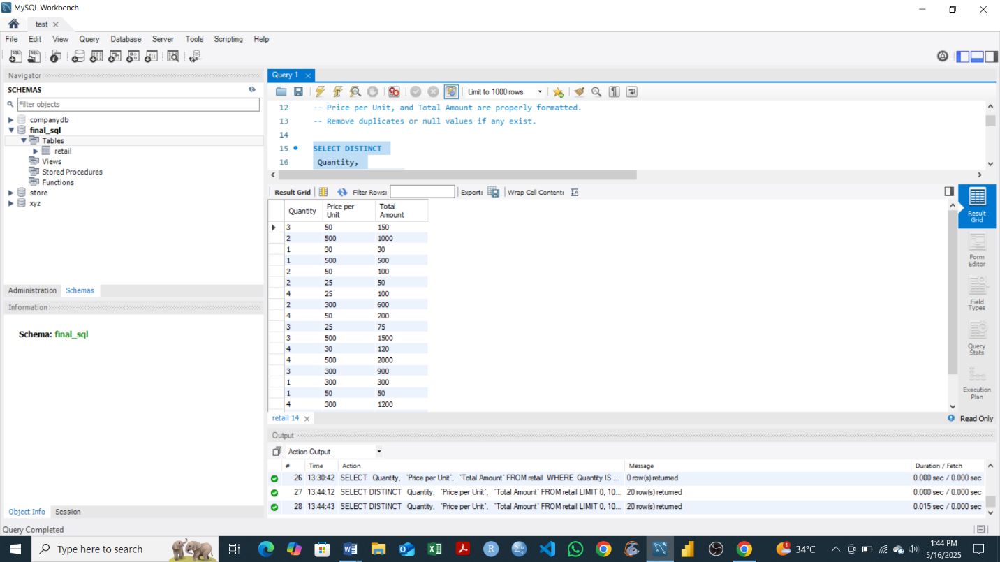 MySQL Workbench
test
File Edit View Query Database Server Tools Scripting Help
Navigator
SCHEMAS
Filter objects
companydb
final_sql
Tables
retail
Views
Stored Procedures
Functions
store
xyz
Administration Schemas
Information
Schema: final_sql
Object Info Session
Query Completed
Query 1
Limit to 1000 rows
12 -- Price per Unit, and Total Amount are properly formatted.
13 -- Remove duplicates or null values if any exist.
14
15 SELECT DISTINCT
16 Quantity,
Result Grid Filter Rows: Export: Wrap Cell Content:
Quantity Price per Unit Total Amount
3 50 150
2 500 1000
1 30 30
1 500 500
2 50 100
2 25 50
4 25 100
2 300 600
4 50 200
3 25 75
3 500 1500
4 30 120
4 500 2000
3 300 900
1 300 300
1 50 50
4 300 1200
Result Grid
Form Editor
Field Types
Query Stats
Execution Plan
retail 14
Read Only
Output
Action Output
# Time Action Message Duration / Fetch
26 13:30:42 SELECT Quantity, `Price per Unit`, `Total Amount` FROM retail WHERE Quantity IS ... 0 row(s) returned 0.000 sec / 0.000 sec
27 13:44:12 SELECT DISTINCT Quantity, `Price per Unit`, `Total Amount` FROM retail LIMIT 0, 10... 20 row(s) returned 0.000 sec / 0.000 sec
28 13:44:43 SELECT DISTINCT Quantity, `Price per Unit`, `Total Amount` FROM retail LIMIT 0, 10... 20 row(s) returned 0.015 sec / 0.000 sec
Type here to search
34°C
1:44 PM
5/16/2025